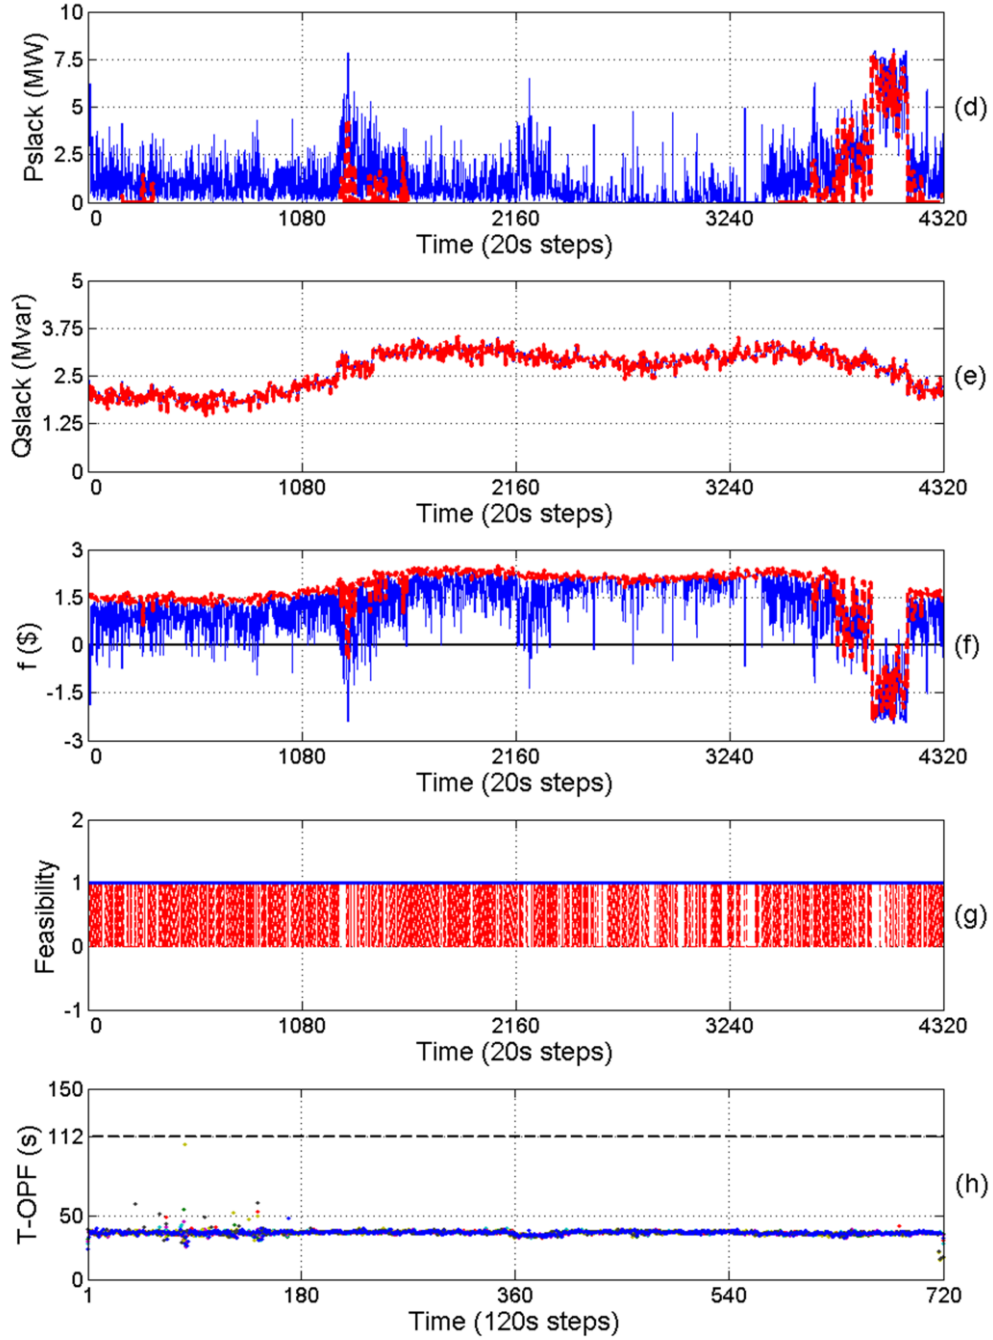 10
7.5
5
2.5
0
Pslack (MW)
(d)
0 1080 2160 3240 4320
Time (20s steps)
5
3.75
2.5
1.25
0
Qslack (Mvar)
(e)
0 1080 2160 3240 4320
Time (20s steps)
3
1.5
0
-1.5
-3
f ($)
(f)
0 1080 2160 3240 4320
Time (20s steps)
2
1
0
-1
Feasibility
(g)
0 1080 2160 3240 4320
Time (20s steps)
150
112
50
0
T-OPF (s)
(h)
1 180 360 540 720
Time (120s steps)